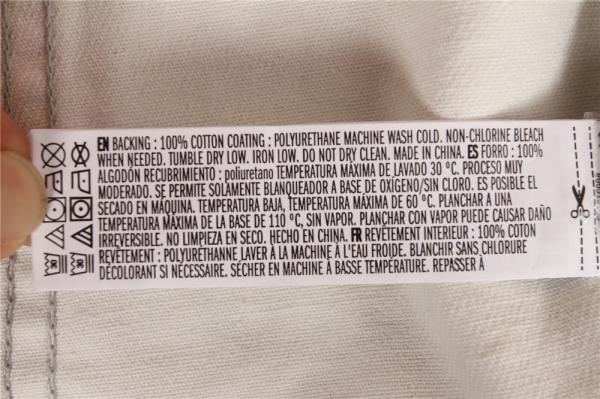 EN BACKING : 100% COTTON COATING : POLYURETHANE MACHINE WASH COLD. NON-CHLORINE BLEACH
WHEN NEEDED. TUMBLE DRY LOW. IRON LOW. DO NOT DRY CLEAN. MADE IN CHINA. ES FORRO : 100%
ALGODÓN RECUBRIMIENTO : poliuretano TEMPERATURA MÁXIMA DE LAVADO 30 ºC. PROCESO MUY
MODERADO. SE PERMITE SOLAMENTE BLANQUEADOR A BASE DE OXÍGENO/SIN CLORO. ES POSIBLE EL
SECADO EN MÁQUINA. TEMPERATURA BAJA, TEMPERATURA MÁXIMA DE 60 ºC. PLANCHAR A UNA
TEMPERATURA MÁXIMA DE LA BASE DE 110 ºC, SIN VAPOR. PLANCHAR CON VAPOR PUEDE CAUSAR DAÑO
IRREVERSIBLE. NO LIMPIEZA EN SECO. HECHO EN CHINA. FR REVÊTEMENT INTERIEUR : 100% COTON
REVÊTEMENT : POLYURÉTHANNE LAVER À LA MACHINE À L'EAU FROIDE. BLANCHIR SANS CHLORURE
DÉCOLORANT SI NÉCESSAIRE. SÉCHER EN MACHINE À BASSE TEMPÉRATURE. REPASSER À